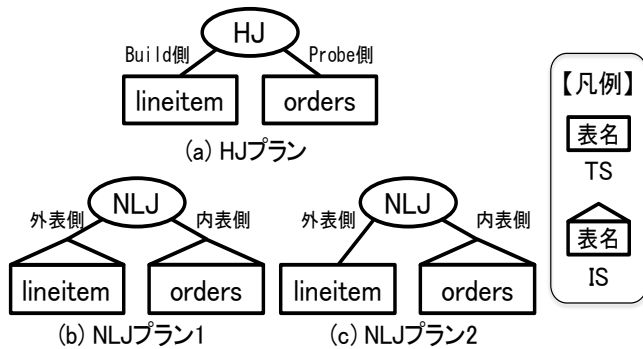 HJ
Build側
Probe側
lineitem
orders
(a) HJプラン
NLJ
外表側
内表側
lineitem
orders
(b) NLJプラン1
NLJ
外表側
内表側
lineitem
orders
(c) NLJプラン2
【凡例】
表名
TS
表名
IS